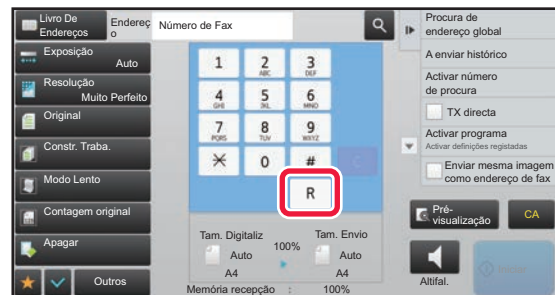 Livro De
Endereços
Endereç
o
Número de Fax
Exposição
Auto
Resolução
Muito Perfeito
Original
Constr. Traba.
Modo Lento
Contagem original
Apagar
Outros
1
2
ABC
3
DEF
4
GHI
5
JKL
6
MNO
7
PQRS
8
TUV
9
WXYZ
0
#
C
R
Tam. Digitaliz
100%
Tam. Envio
Auto
A4
Auto
A4
Memória recepção : 100%
Procura de
endereço global
A enviar histórico
Activar número
de procura
TX directa
Activar programa
Activar definições registadas
Enviar mesma imagem
como endereço de fax
Pré-
visualização
CA
Altifal.